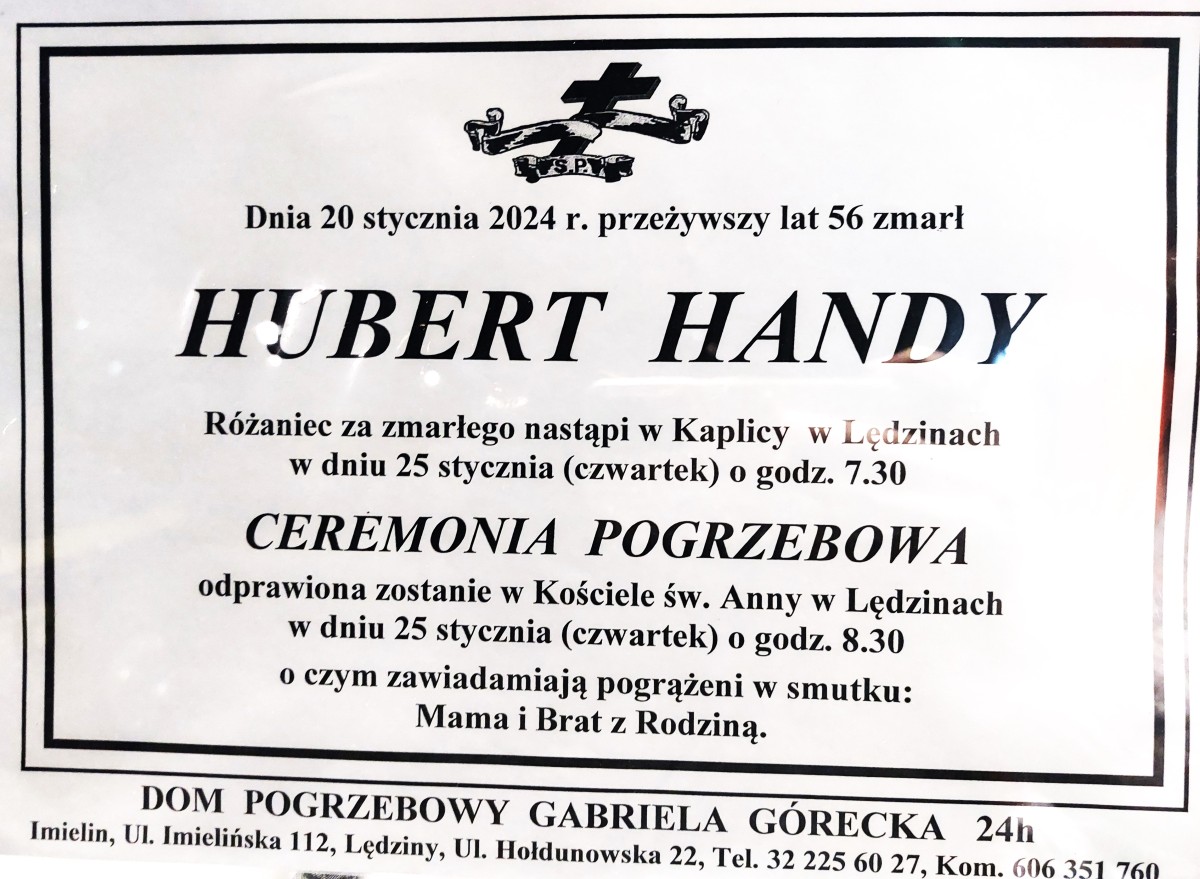 Ś.P.
Dnia 20 stycznia 2024 r. przeżywszy lat 56 zmarł
HUBERT HANDY
Różaniec za zmarłego nastąpi w Kaplicy w Lędzinach
w dniu 25 stycznia (czwartek) o godz. 7.30
CEREMONIA POGRZEBOWA
odprawiona zostanie w Kościele św. Anny w Lędzinach
w dniu 25 stycznia (czwartek) o godz. 8.30
o czym zawiadamiają pogrążeni w smutku:
Mama i Brat z Rodziną.
DOM POGRZEBOWY GABRIELA GÓRECKA 24h
Imielin, Ul. Imielińska 112, Lędziny, Ul. Hołdunowska 22, Tel. 32 225 60 27, Kom. 606 351 760